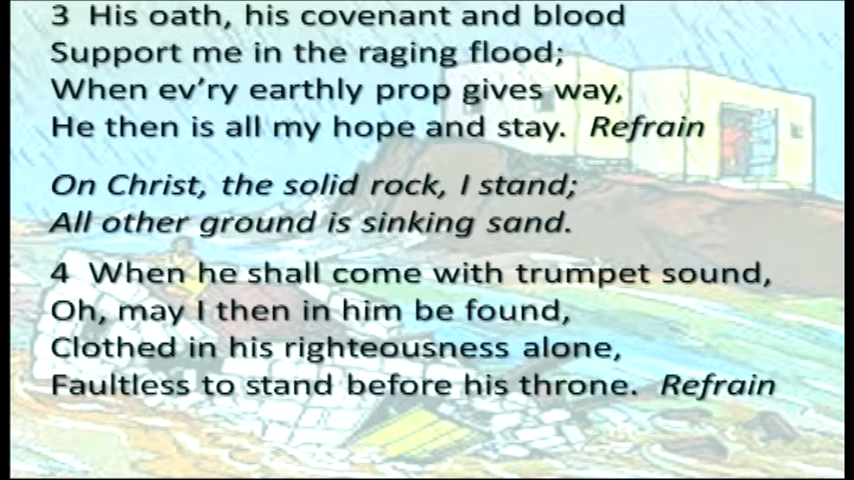 3 His oath, his covenant and blood
Support me in the raging flood;
When ev’ry earthly prop gives way,
He then is all my hope and stay. Refrain
On Christ, the solid rock, I stand;
All other ground is sinking sand.
4 When he shall come with trumpet sound,
Oh, may I then in him be found,
Clothed in his righteousness alone,
Faultless to stand before his throne. Refrain